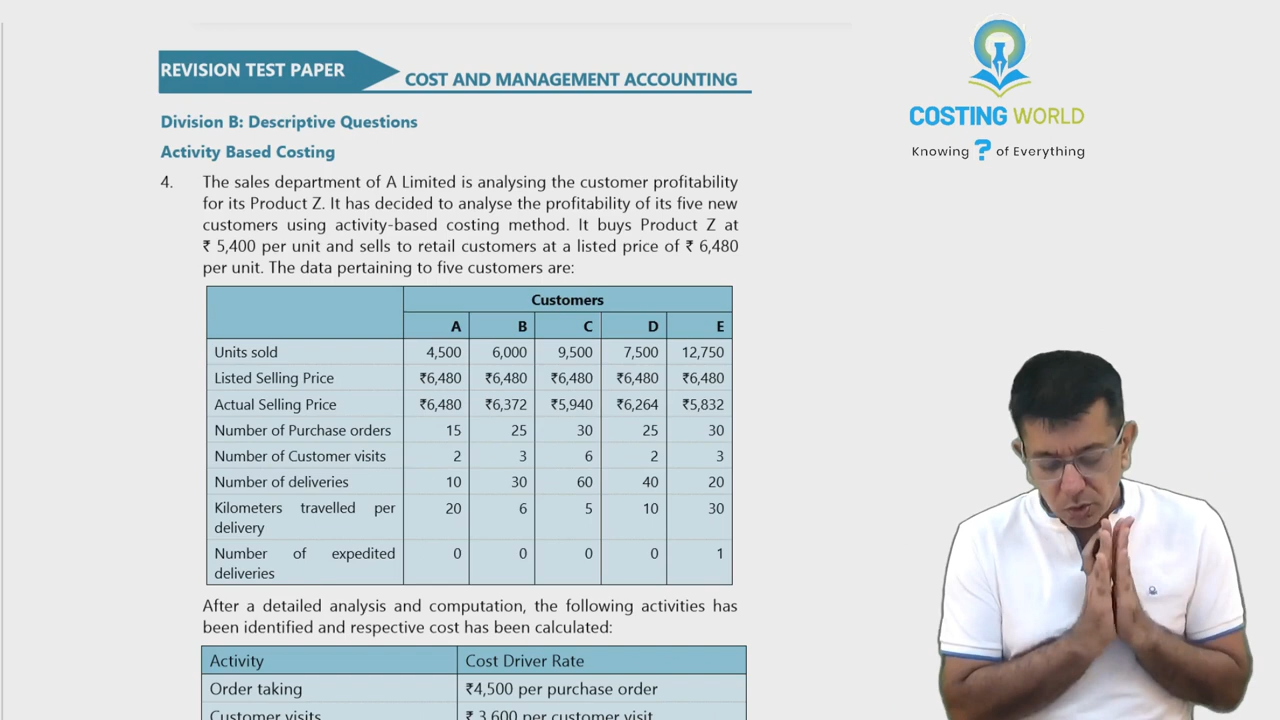 REVISION TEST PAPER
COST AND MANAGEMENT ACCOUNTING
COSTING WORLD
Knowing ? of Everything
Division B: Descriptive Questions
Activity Based Costing
4. The sales department of A Limited is analysing the customer profitability
for its Product Z. It has decided to analyse the profitability of its five new
customers using activity-based costing method. It buys Product Z at
₹ 5,400 per unit and sells to retail customers at a listed price of ₹ 6,480
per unit. The data pertaining to five customers are:
Customers
A B C D E
Units sold 4,500 6,000 9,500 7,500 12,750
Listed Selling Price ₹6,480 ₹6,480 ₹6,480 ₹6,480 ₹6,480
Actual Selling Price ₹6,480 ₹6,372 ₹5,940 ₹6,264 ₹5,832
Number of Purchase orders 15 25 30 25 30
Number of Customer visits 2 3 6 2 3
Number of deliveries 10 30 60 40 20
Kilometers travelled per 20 6 5 10 30
delivery
Number of expedited 0 0 0 0 1
deliveries
After a detailed analysis and computation, the following activities has
been identified and respective cost has been calculated:
Activity Cost Driver Rate
Order taking ₹4,500 per purchase order
Customer visits ₹ 3,600 per customer visit